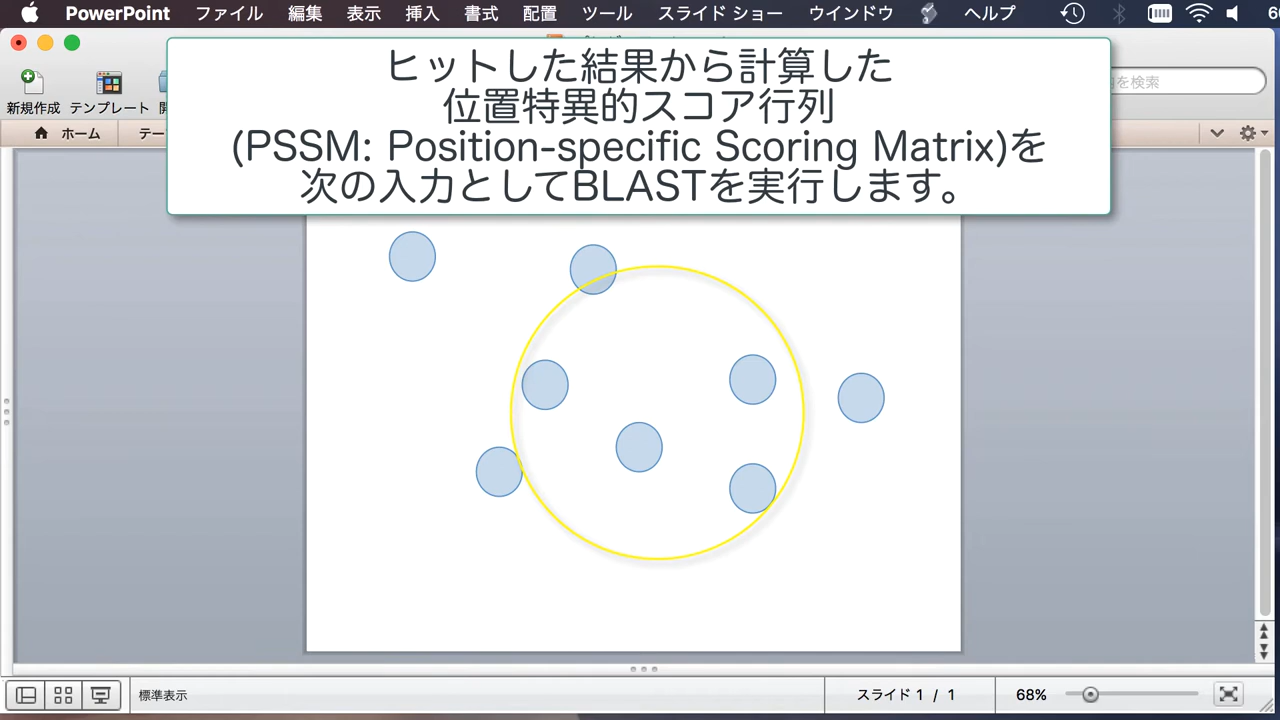 PowerPoint ファイル 編集 表示 挿入 書式 配置 ツール スライド ショー ウインドウ ヘルプ
ヒットした結果から計算した
位置特異的スコア行列
(PSSM: Position-specific Scoring Matrix)を
次の入力としてBLASTを実行します。
内を検索
新規作成 テンプレート
ホーム
標準表示 スライド 1 / 1 68%